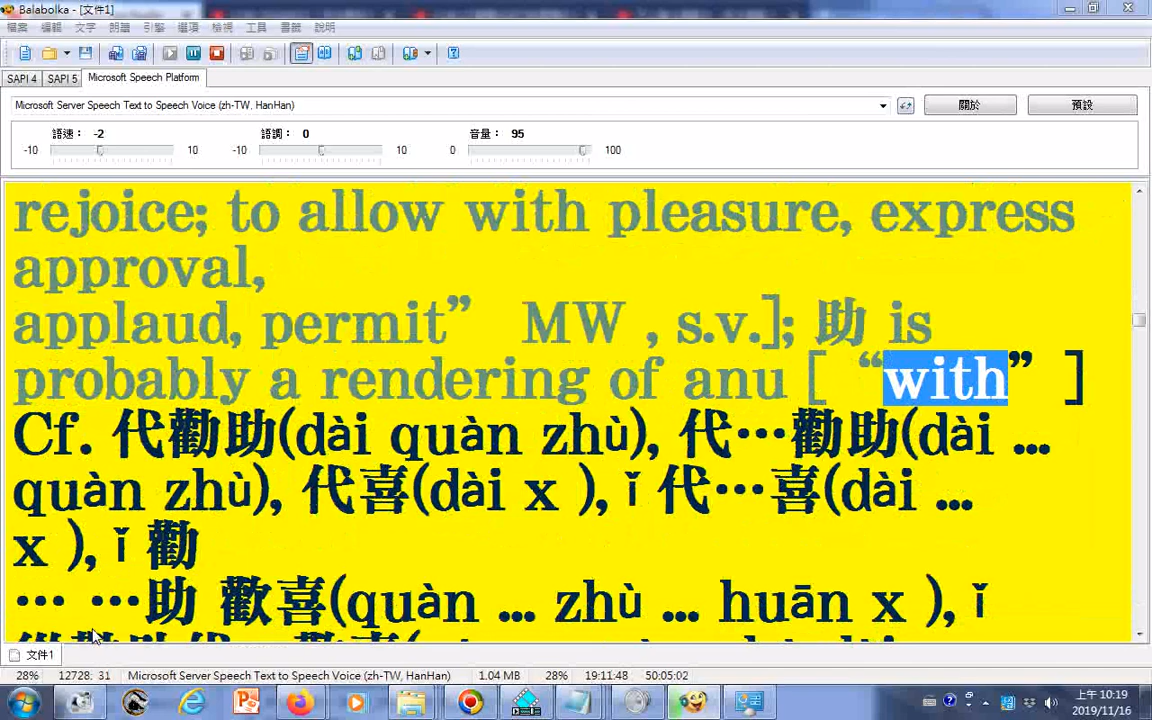 Balabolka - [文件1]
檔案 編輯 文字 朗讀 引擎 選項 檢視 工具 書籤 說明
SAPI 4 SAPI 5 Microsoft Speech Platform
Microsoft Server Speech Text to Speech Voice (zh-TW, HanHan) 關於 預設
語速： -2 語調： 0 音量： 95
-10 10 -10 10 0 100
rejoice; to allow with pleasure, express
approval,
applaud, permit” MW , s.v.]; 助 is
probably a rendering of anu [ “with” ]
Cf. 代勸助(dài quàn zhù), 代…勸助(dài ...
quàn zhù), 代喜(dài x ), ǐ 代…喜(dài ...
x ), ǐ 勸
… …助 歡喜(quàn ... zhù ... huān x ), ǐ
文件1
28% 12728: 31 Microsoft Server Speech Text to Speech Voice (zh-TW, HanHan) 1.04 MB 28% 19:11:48 50:05:02
上午 10:19
2019/11/16